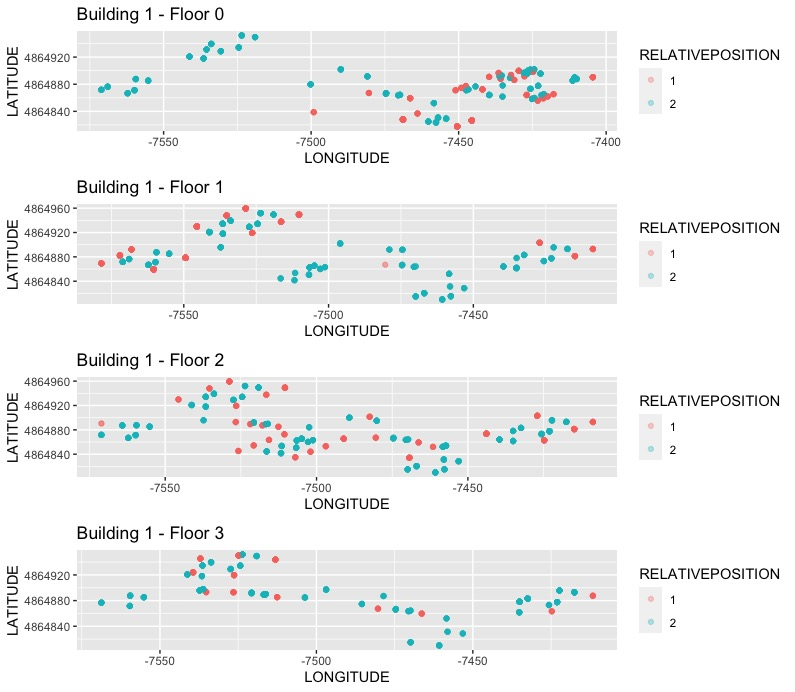 Building 1 - Floor 0
LATITUDE
4864920
4864880
4864840
-7550
-7500
-7450
-7400
LONGITUDE
RELATIVEPOSITION
1
2
Building 1 - Floor 1
LATITUDE
4864960
4864920
4864880
4864840
-7550
-7500
-7450
LONGITUDE
RELATIVEPOSITION
1
2
Building 1 - Floor 2
LATITUDE
4864960
4864920
4864880
4864840
-7550
-7500
-7450
LONGITUDE
RELATIVEPOSITION
1
2
Building 1 - Floor 3
LATITUDE
4864920
4864880
4864840
-7550
-7500
-7450
LONGITUDE
RELATIVEPOSITION
1
2